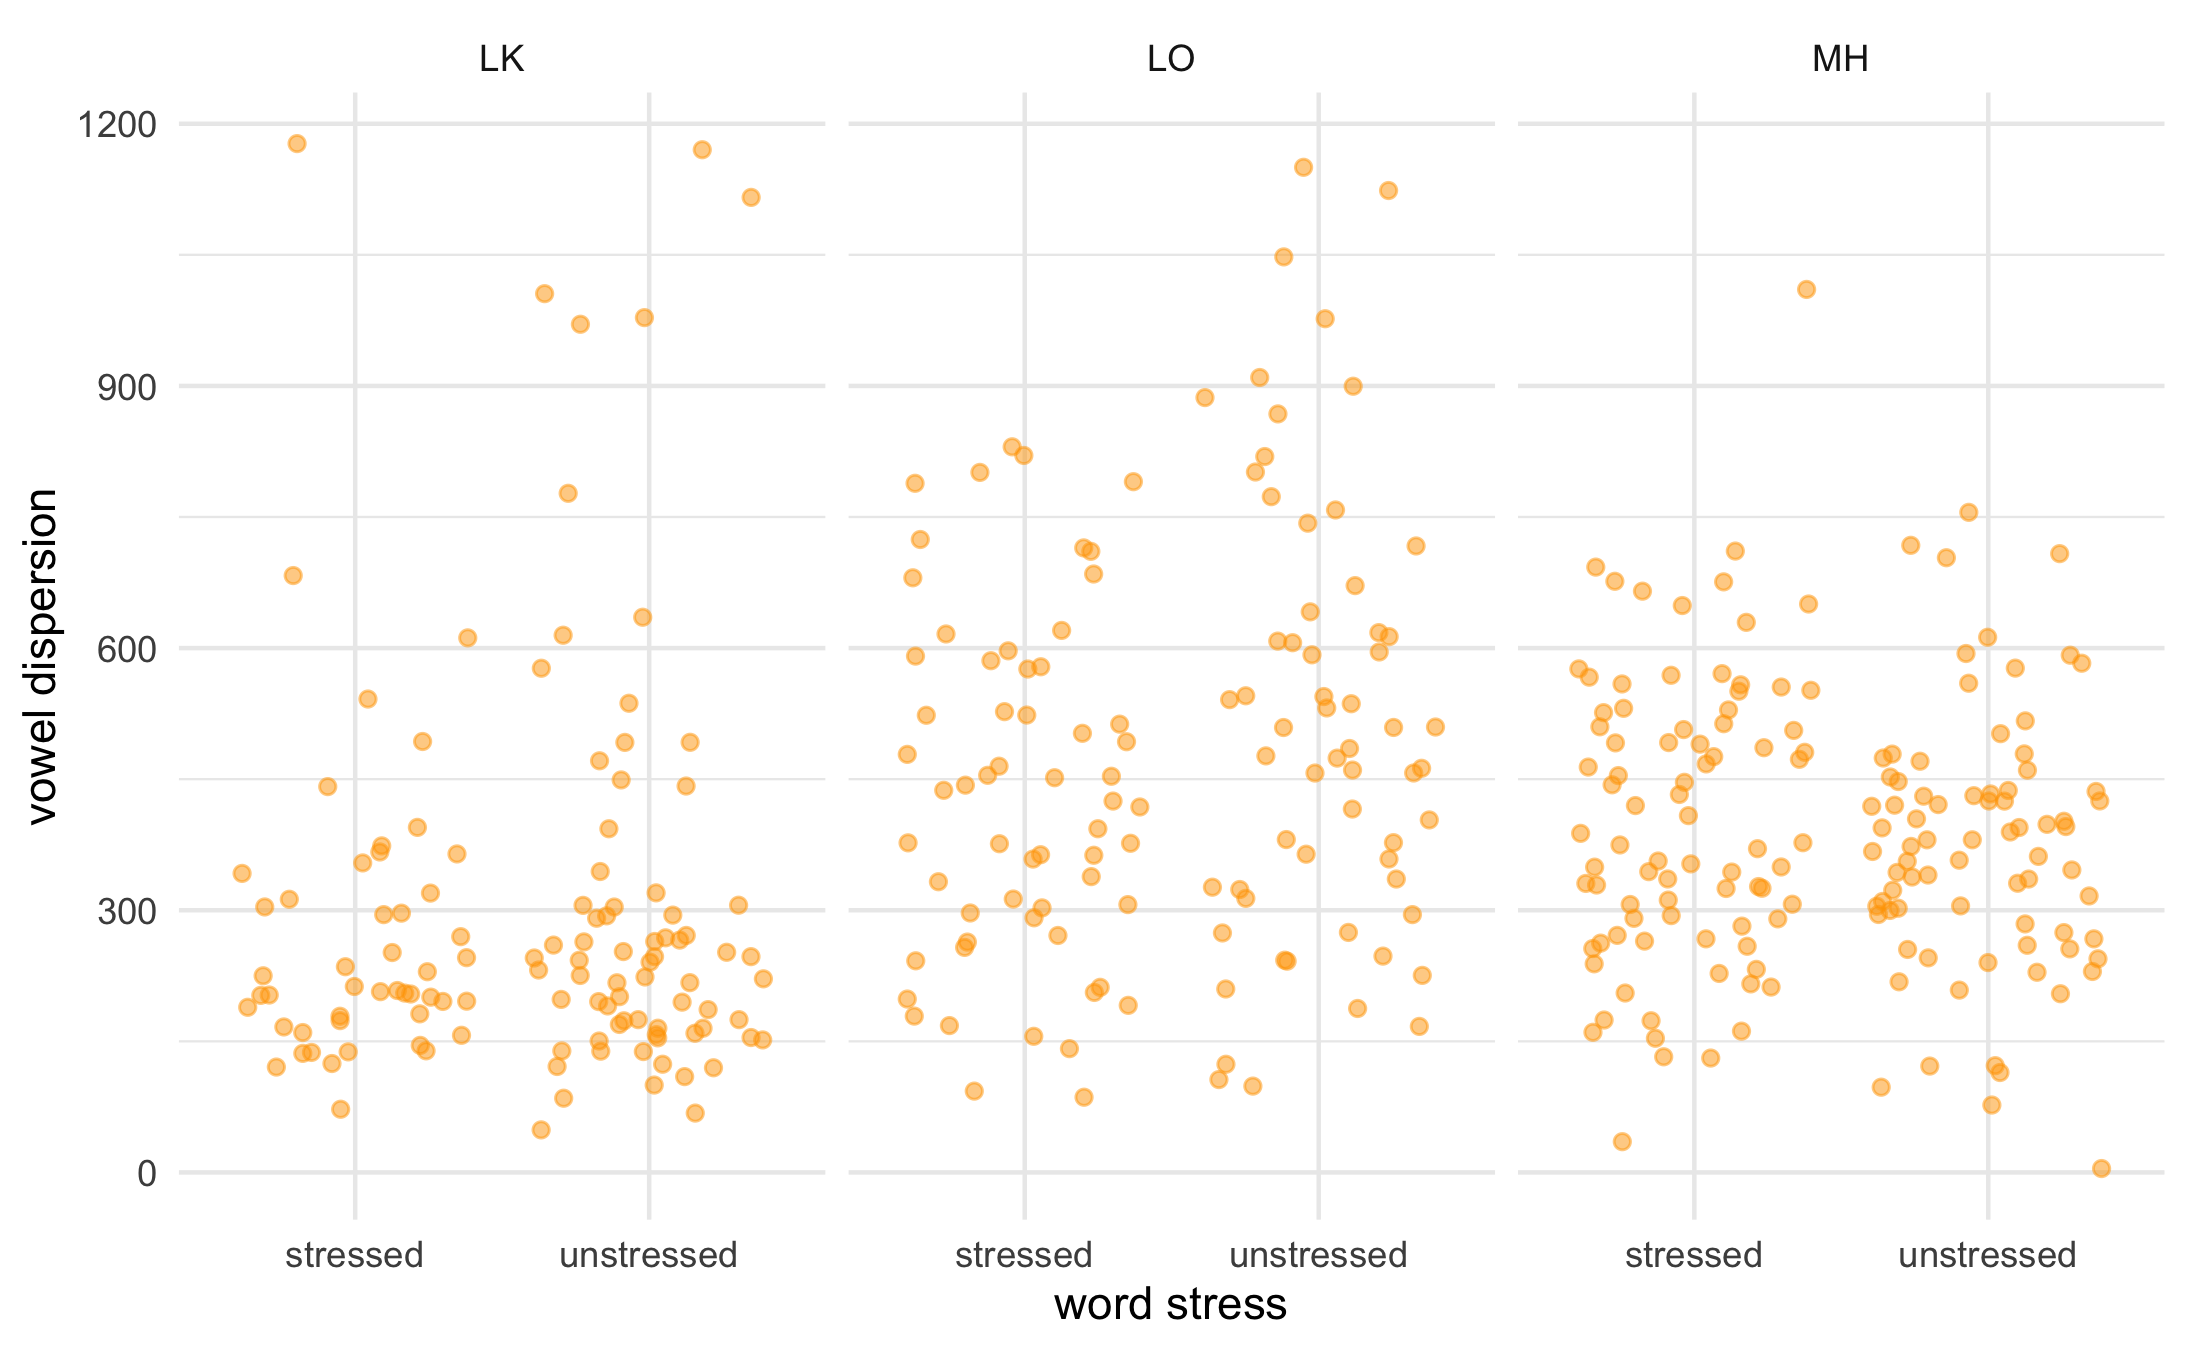 LK LO MH
1200
900
600
300
0
vowel dispersion
stressed unstressed stressed unstressed stressed unstressed
word stress